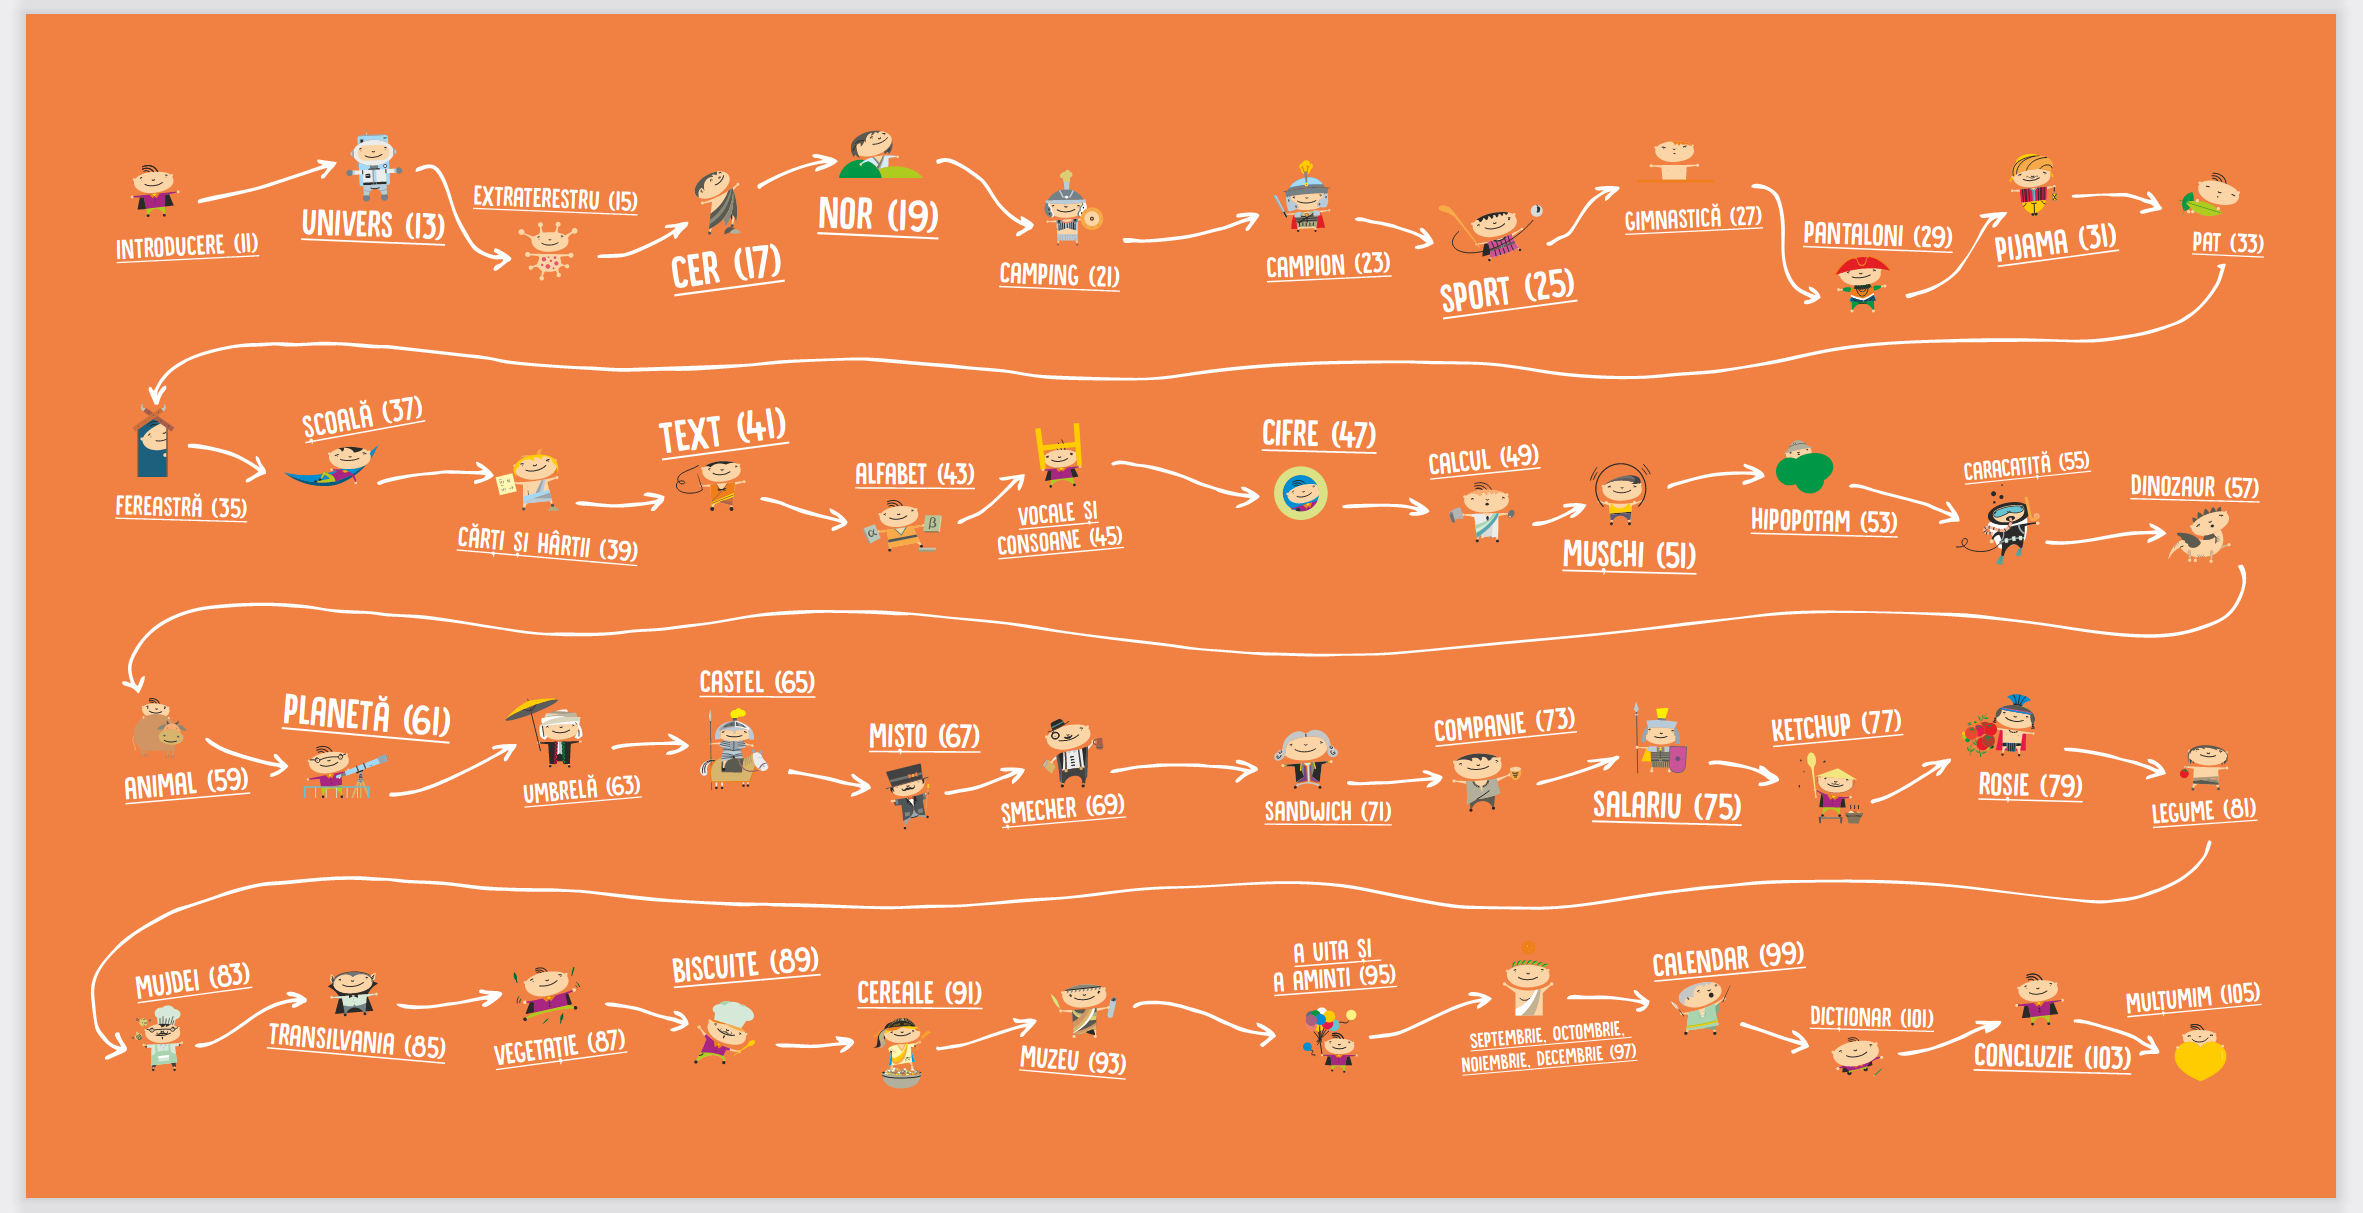 INTRODUCERE (11)
UNIVERS (13)
EXTRATERESTRU (15)
CER (17)
NOR (19)
CAMPING (21)
CAMPION (23)
SPORT (25)
GIMNASTICĂ (27)
PANTALONI (29)
PIJAMA (31)
PAT (33)
FEREASTRĂ (35)
ȘCOALĂ (37)
CĂRȚI ȘI HÂRTII (39)
TEXT (41)
ALFABET (43)
VOCALE ȘI
CONSOANE (45)
CIFRE (47)
CALCUL (49)
MUȘCHI (51)
HIPOPOTAM (53)
CARACATIȚĂ (55)
DINOZAUR (57)
ANIMAL (59)
PLANETĂ (61)
UMBRELĂ (63)
CASTEL (65)
MIȘTO (67)
ȘMECHER (69)
SANDWICH (71)
COMPANIE (73)
SALARIU (75)
KETCHUP (77)
ROȘIE (79)
LEGUME (81)
MUJDEI (83)
TRANSILVANIA (85)
VEGETAȚIE (87)
BISCUITE (89)
CEREALE (91)
MUZEU (93)
A UITA ȘI
A AMINTI (95)
SEPTEMBRIE, OCTOMBRIE,
NOIEMBRIE, DECEMBRIE (97)
CALENDAR (99)
DICȚIONAR (101)
CONCLUZIE (103)
MULȚUMIM (105)
α
β